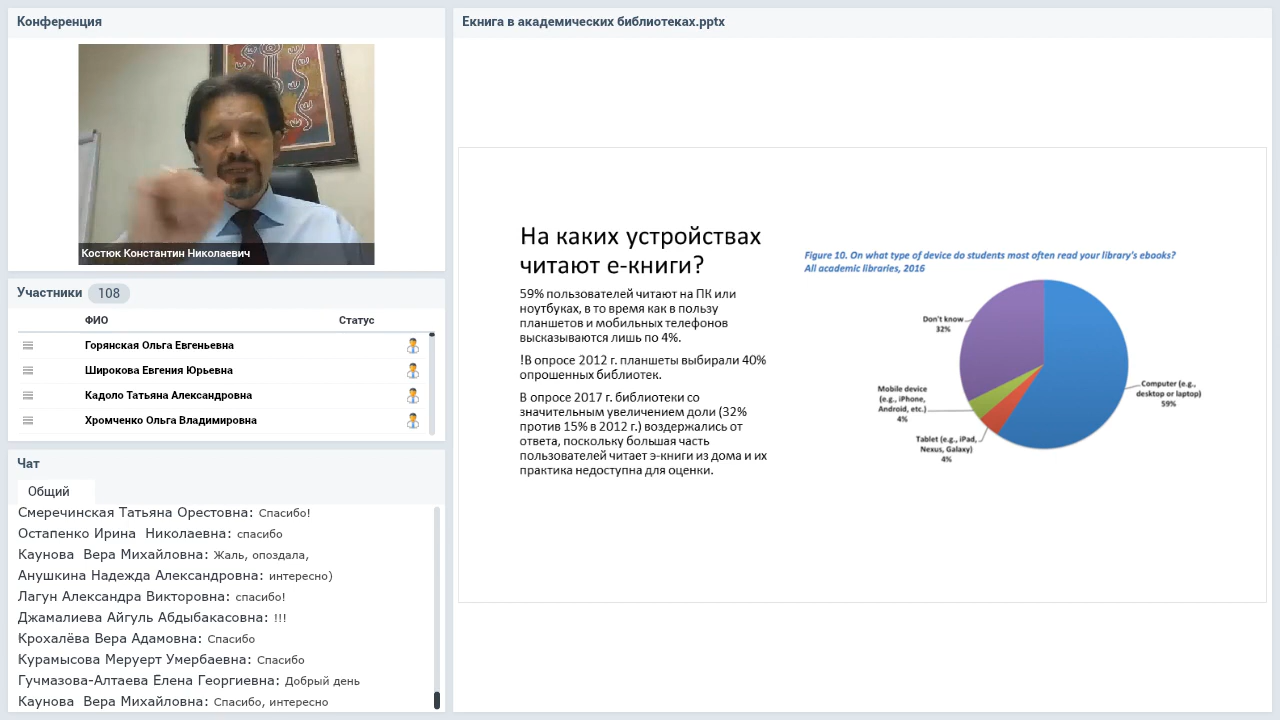 Конференция
Костюк Константин Николаевич
Участники 108
ФИО Статус
Горянская Ольга Евгеньевна
Широкова Евгения Юрьевна
Кадоло Татьяна Александровна
Хромченко Ольга Владимировна
Чат
Общий
Смеречинская Татьяна Орестовна: Спасибо!
Остапенко Ирина Николаевна: спасибо
Каунова Вера Михайловна: Жаль, опоздала,
Анушкина Надежда Александровна: интересно)
Лагун Александра Викторовна: спасибо!
Джамалиева Айгуль Абдыбакасовна: !!!
Крохалёва Вера Адамовна: Спасибо
Курамысова Меруерт Умербаевна: Спасибо
Гучмазова-Алтаева Елена Георгиевна: Добрый день
Каунова Вера Михайловна: Спасибо, интересно
Екнига в академических библиотеках.pptx
На каких устройствах
читают е-книги?
59% пользователей читают на ПК или
ноутбуках, в то время как в пользу
планшетов и мобильных телефонов
высказываются лишь по 4%.
!В опросе 2012 г. планшеты выбирали 40%
опрошенных библиотек.
В опросе 2017 г. библиотеки со
значительным увеличением доли (32%
против 15% в 2012 г.) воздержались от
ответа, поскольку большая часть
пользователей читает э-книги из дома и их
практика недоступна для оценки.
Figure 10. On what type of device do students most often read your library's ebooks?
All academic libraries, 2016
Don't know
32%
Mobile device
(e.g., iPhone,
Android, etc.)
4%
Tablet (e.g., iPad,
Nexus, Galaxy)
4%
Computer (e.g.,
desktop or laptop)
59%